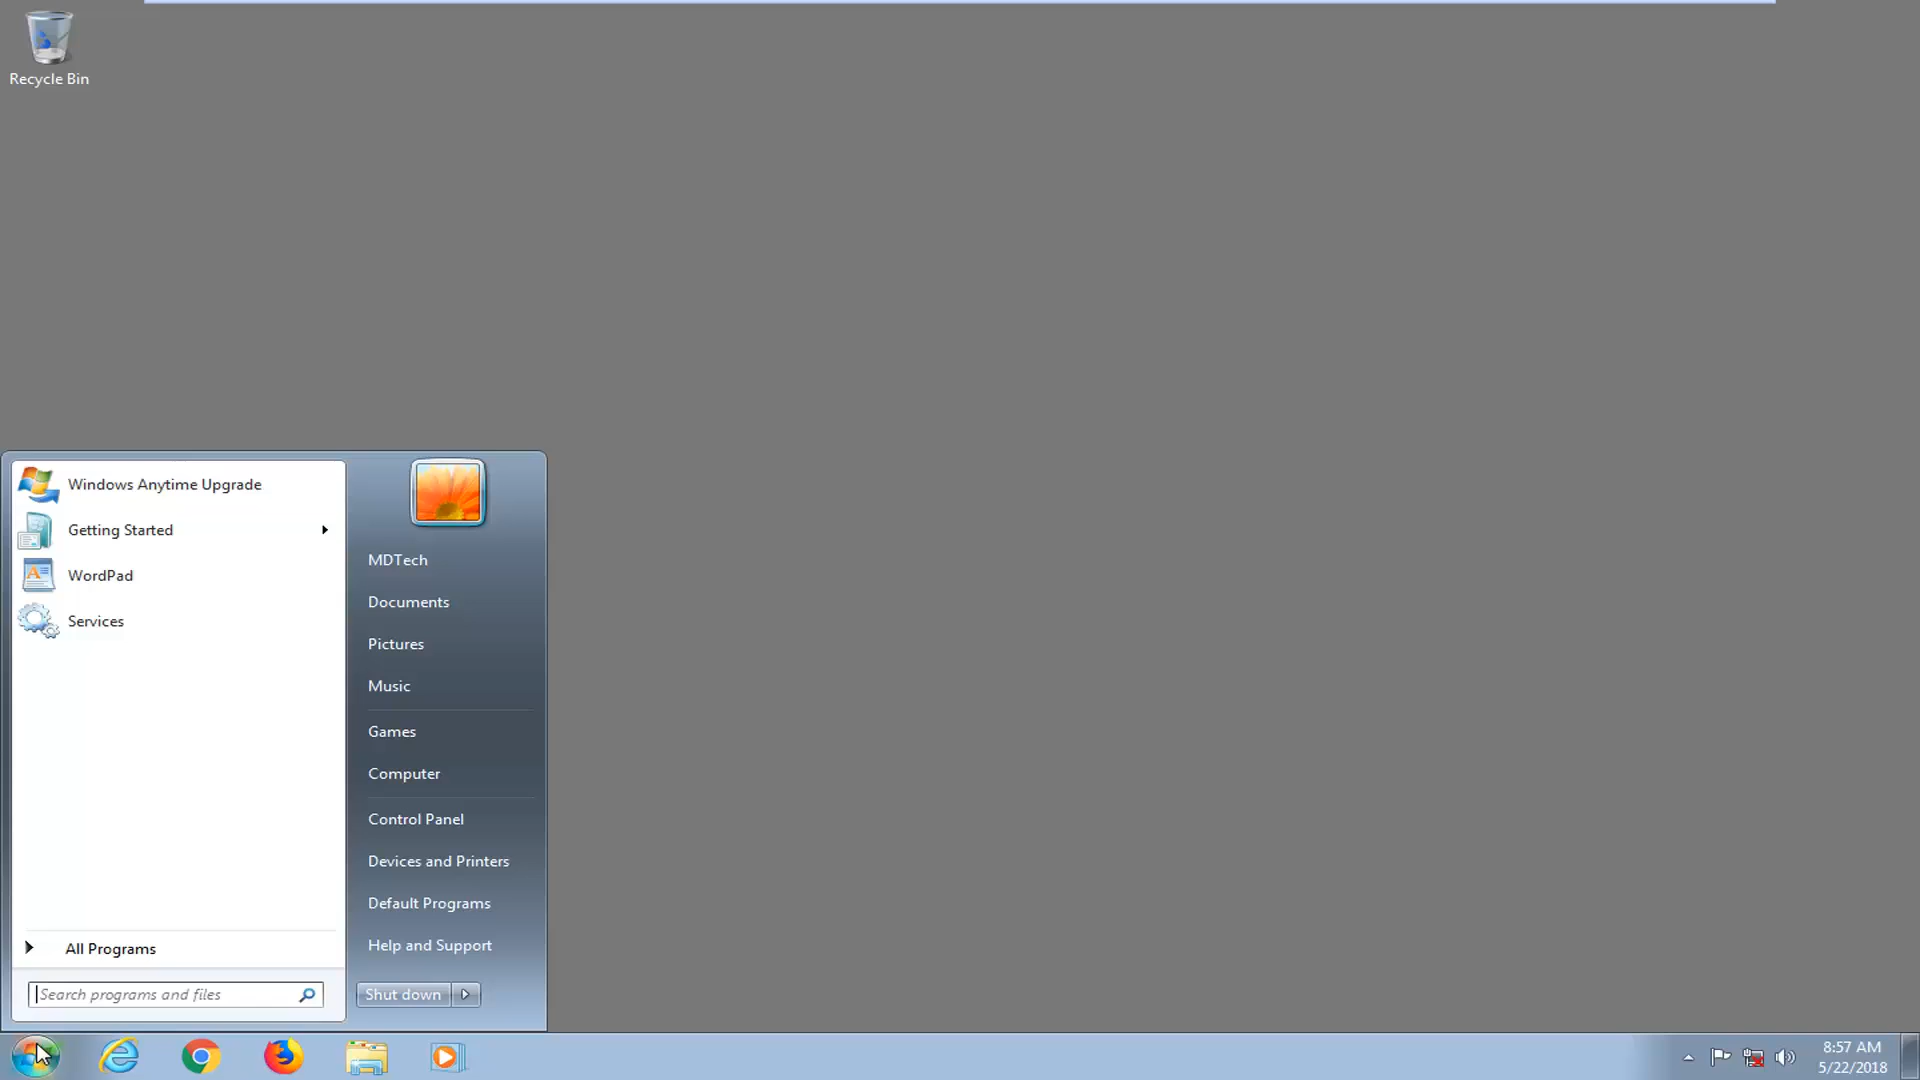 Recycle Bin
Windows Anytime Upgrade
Getting Started
WordPad
Services
All Programs
Search programs and files
MDTech
Documents
Pictures
Music
Games
Computer
Control Panel
Devices and Printers
Default Programs
Help and Support
Shut down
8:57 AM
5/22/2018